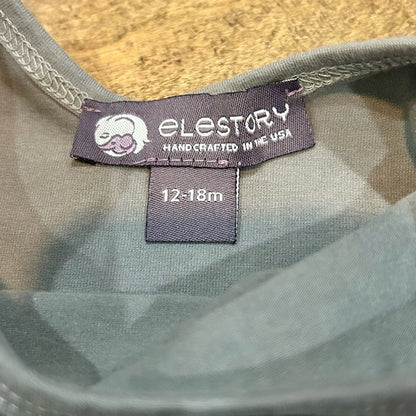 elestory
HANDCRAFTED IN THE USA
12-18m